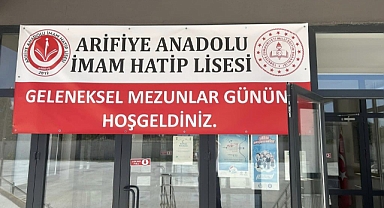 ARİFİYE ANADOLU
İMAM HATİP LİSESİ
GELENEKSEL MEZUNLAR GÜNÜN
HOŞGELDİNİZ.